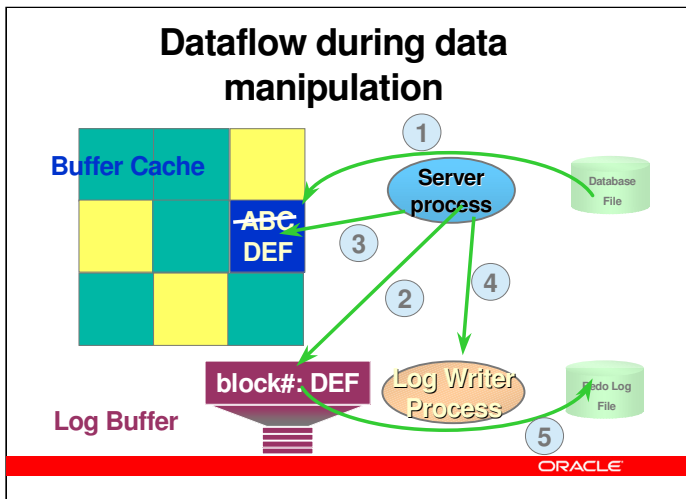 Dataflow during data
manipulation
1
Buffer Cache
Server
process
Database
File
ABC
DEF
3
4
2
block#: DEF
Log Writer
Process
Redo Log
File
Log Buffer
5
ORACLE